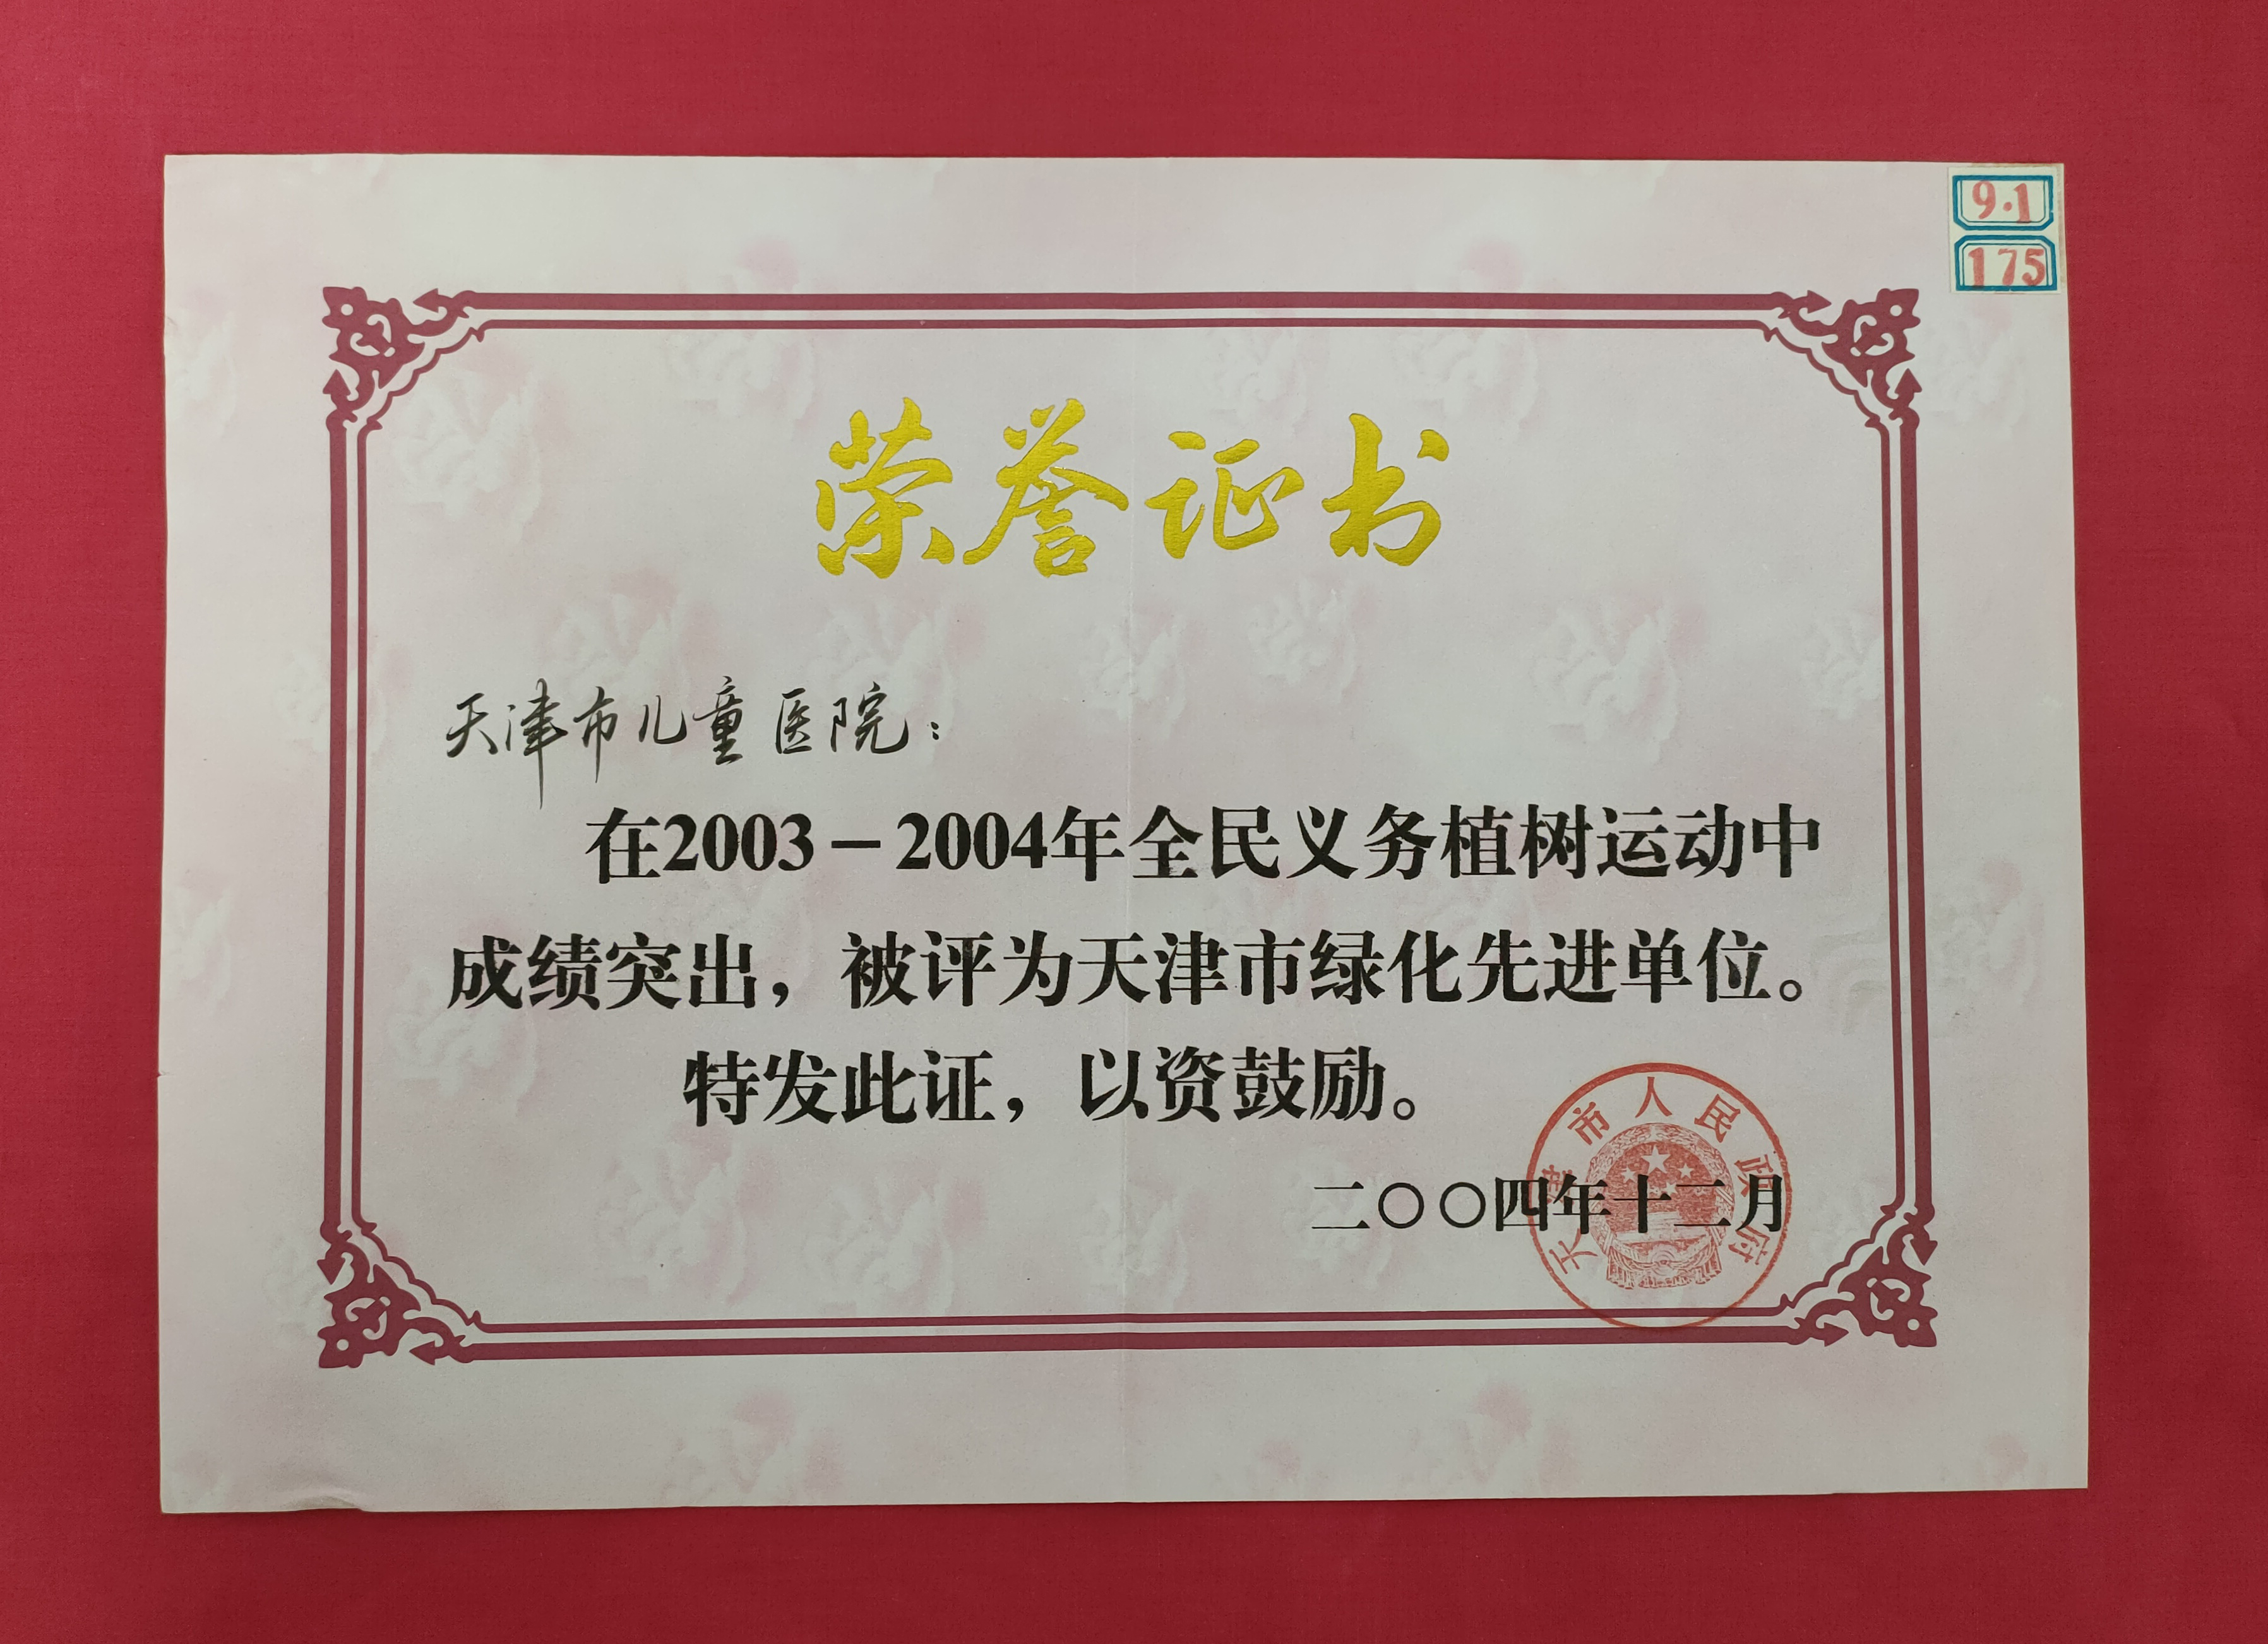 9.1
175
荣誉证书
天津市儿童医院：
在2003－2004年全民义务植树运动中
成绩突出，被评为天津市绿化先进单位。
特发此证，以资鼓励。
二〇〇四年十二月
天津市人民政府